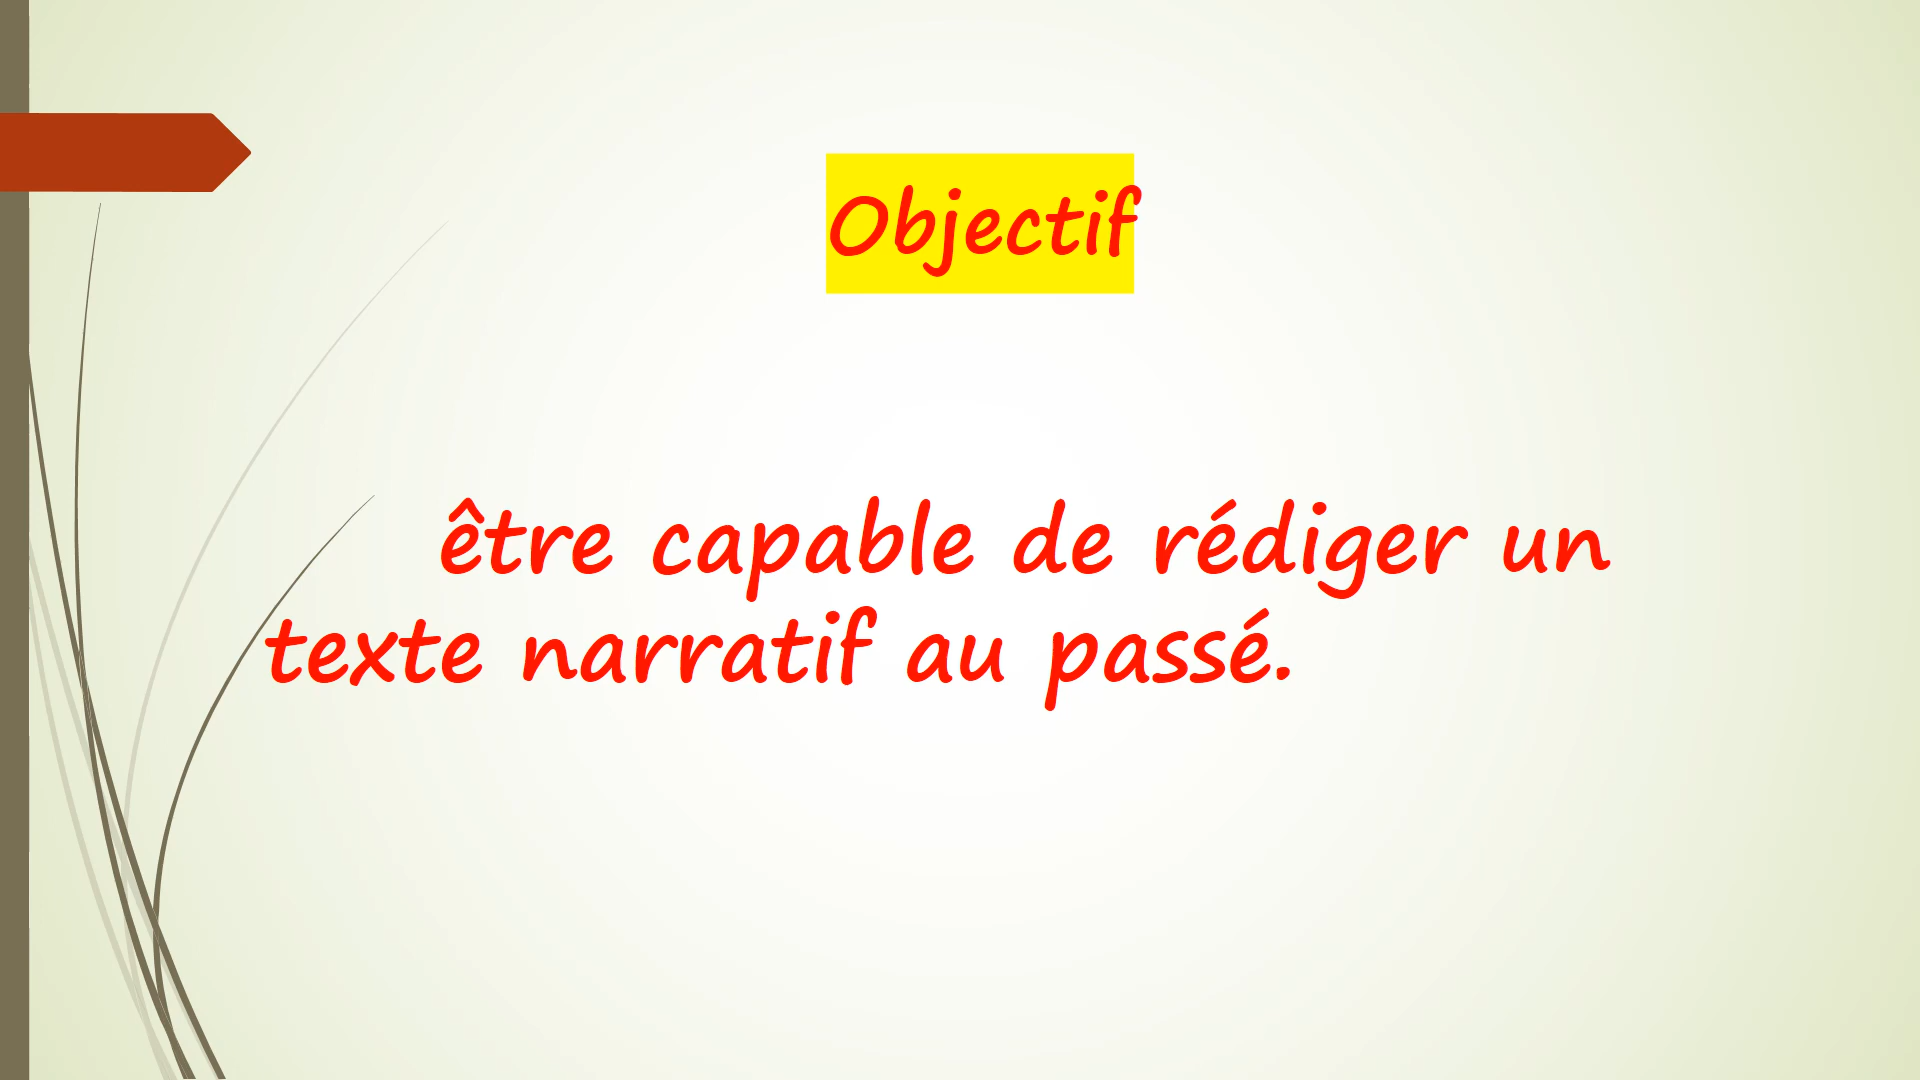 Objectif
être capable de rédiger un
texte narratif au passé.